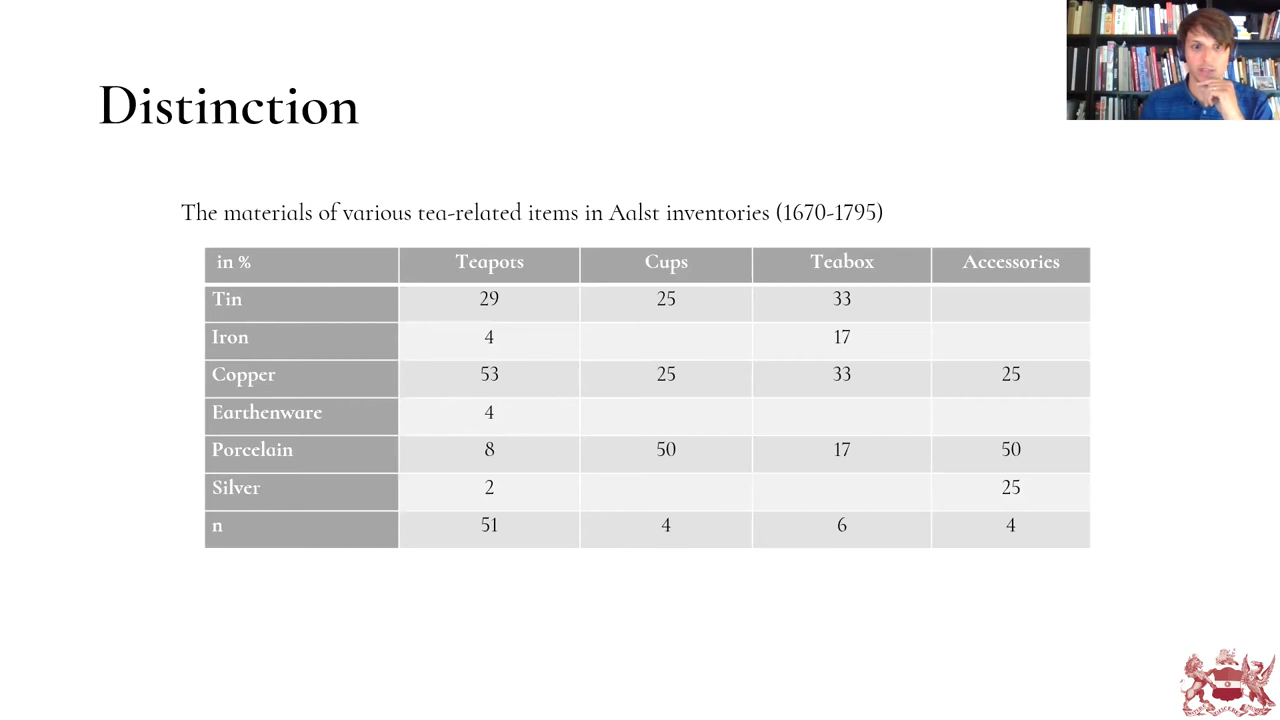 Distinction
The materials of various tea-related items in Aalst inventories (1670-1795)
in % Teapots Cups Teabox Accessories
Tin 29 25 33
Iron 4 17
Copper 53 25 33 25
Earthenware 4
Porcelain 8 50 17 50
Silver 2 25
n 51 4 6 4